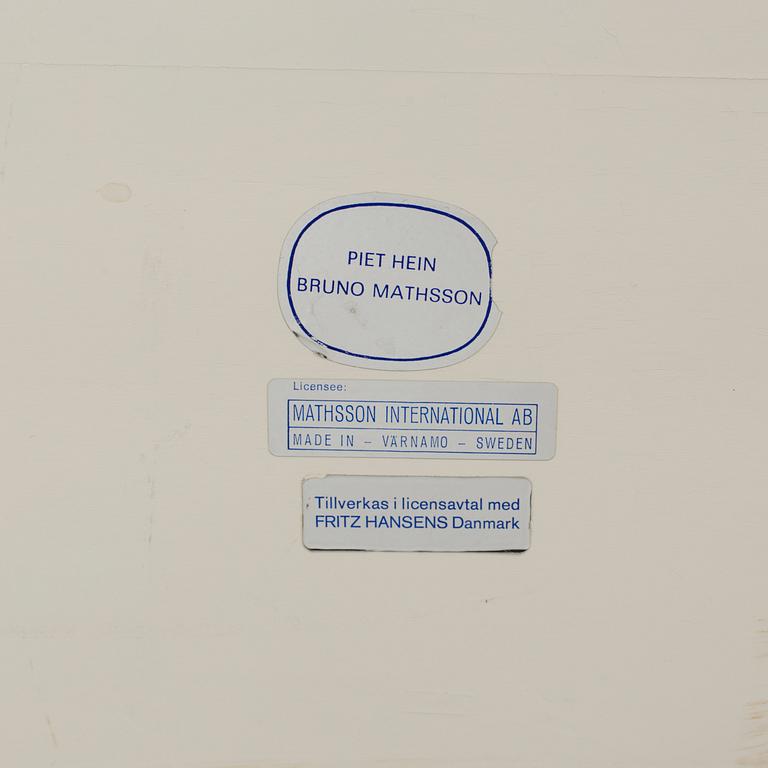 PIET HEIN
BRUNO MATHSSON
Licensee:
MATHSSON INTERNATIONAL AB
MADE IN – VÄRNAMO – SWEDEN
Tillverkas i licensavtal med
FRITZ HANSENS Danmark